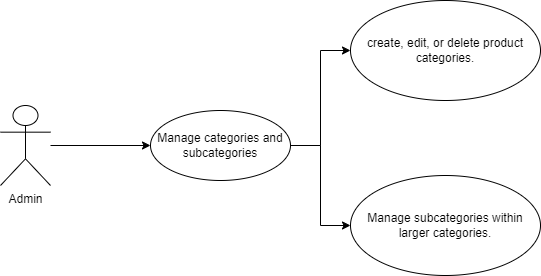 create, edit, or delete product
categories.
Manage categories and
subcategories
Admin
Manage subcategories within
larger categories.